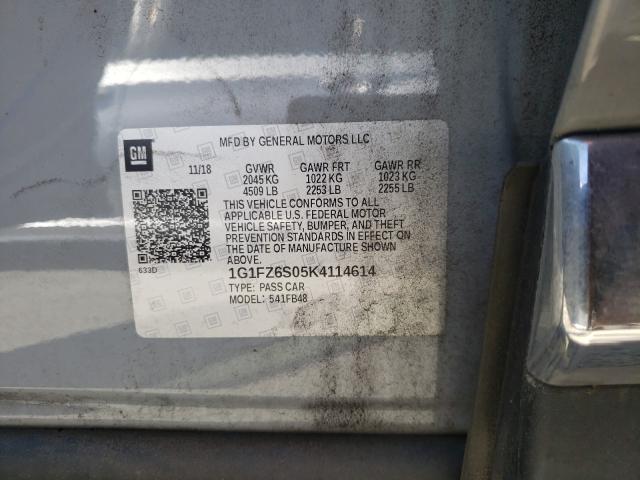 GM
MFD BY GENERAL MOTORS LLC
11/18 GVWR GAWR FRT GAWR RR
2045 KG 1022 KG 1023 KG
4509 LB 2253 LB 2255 LB
THIS VEHICLE CONFORMS TO ALL
APPLICABLE U.S. FEDERAL MOTOR
VEHICLE SAFETY, BUMPER, AND THEFT
PREVENTION STANDARDS IN EFFECT ON
THE DATE OF MANUFACTURE SHOWN
ABOVE.
633D
1G1FZ6S05K4114614
TYPE: PASS CAR
MODEL: 541FB48